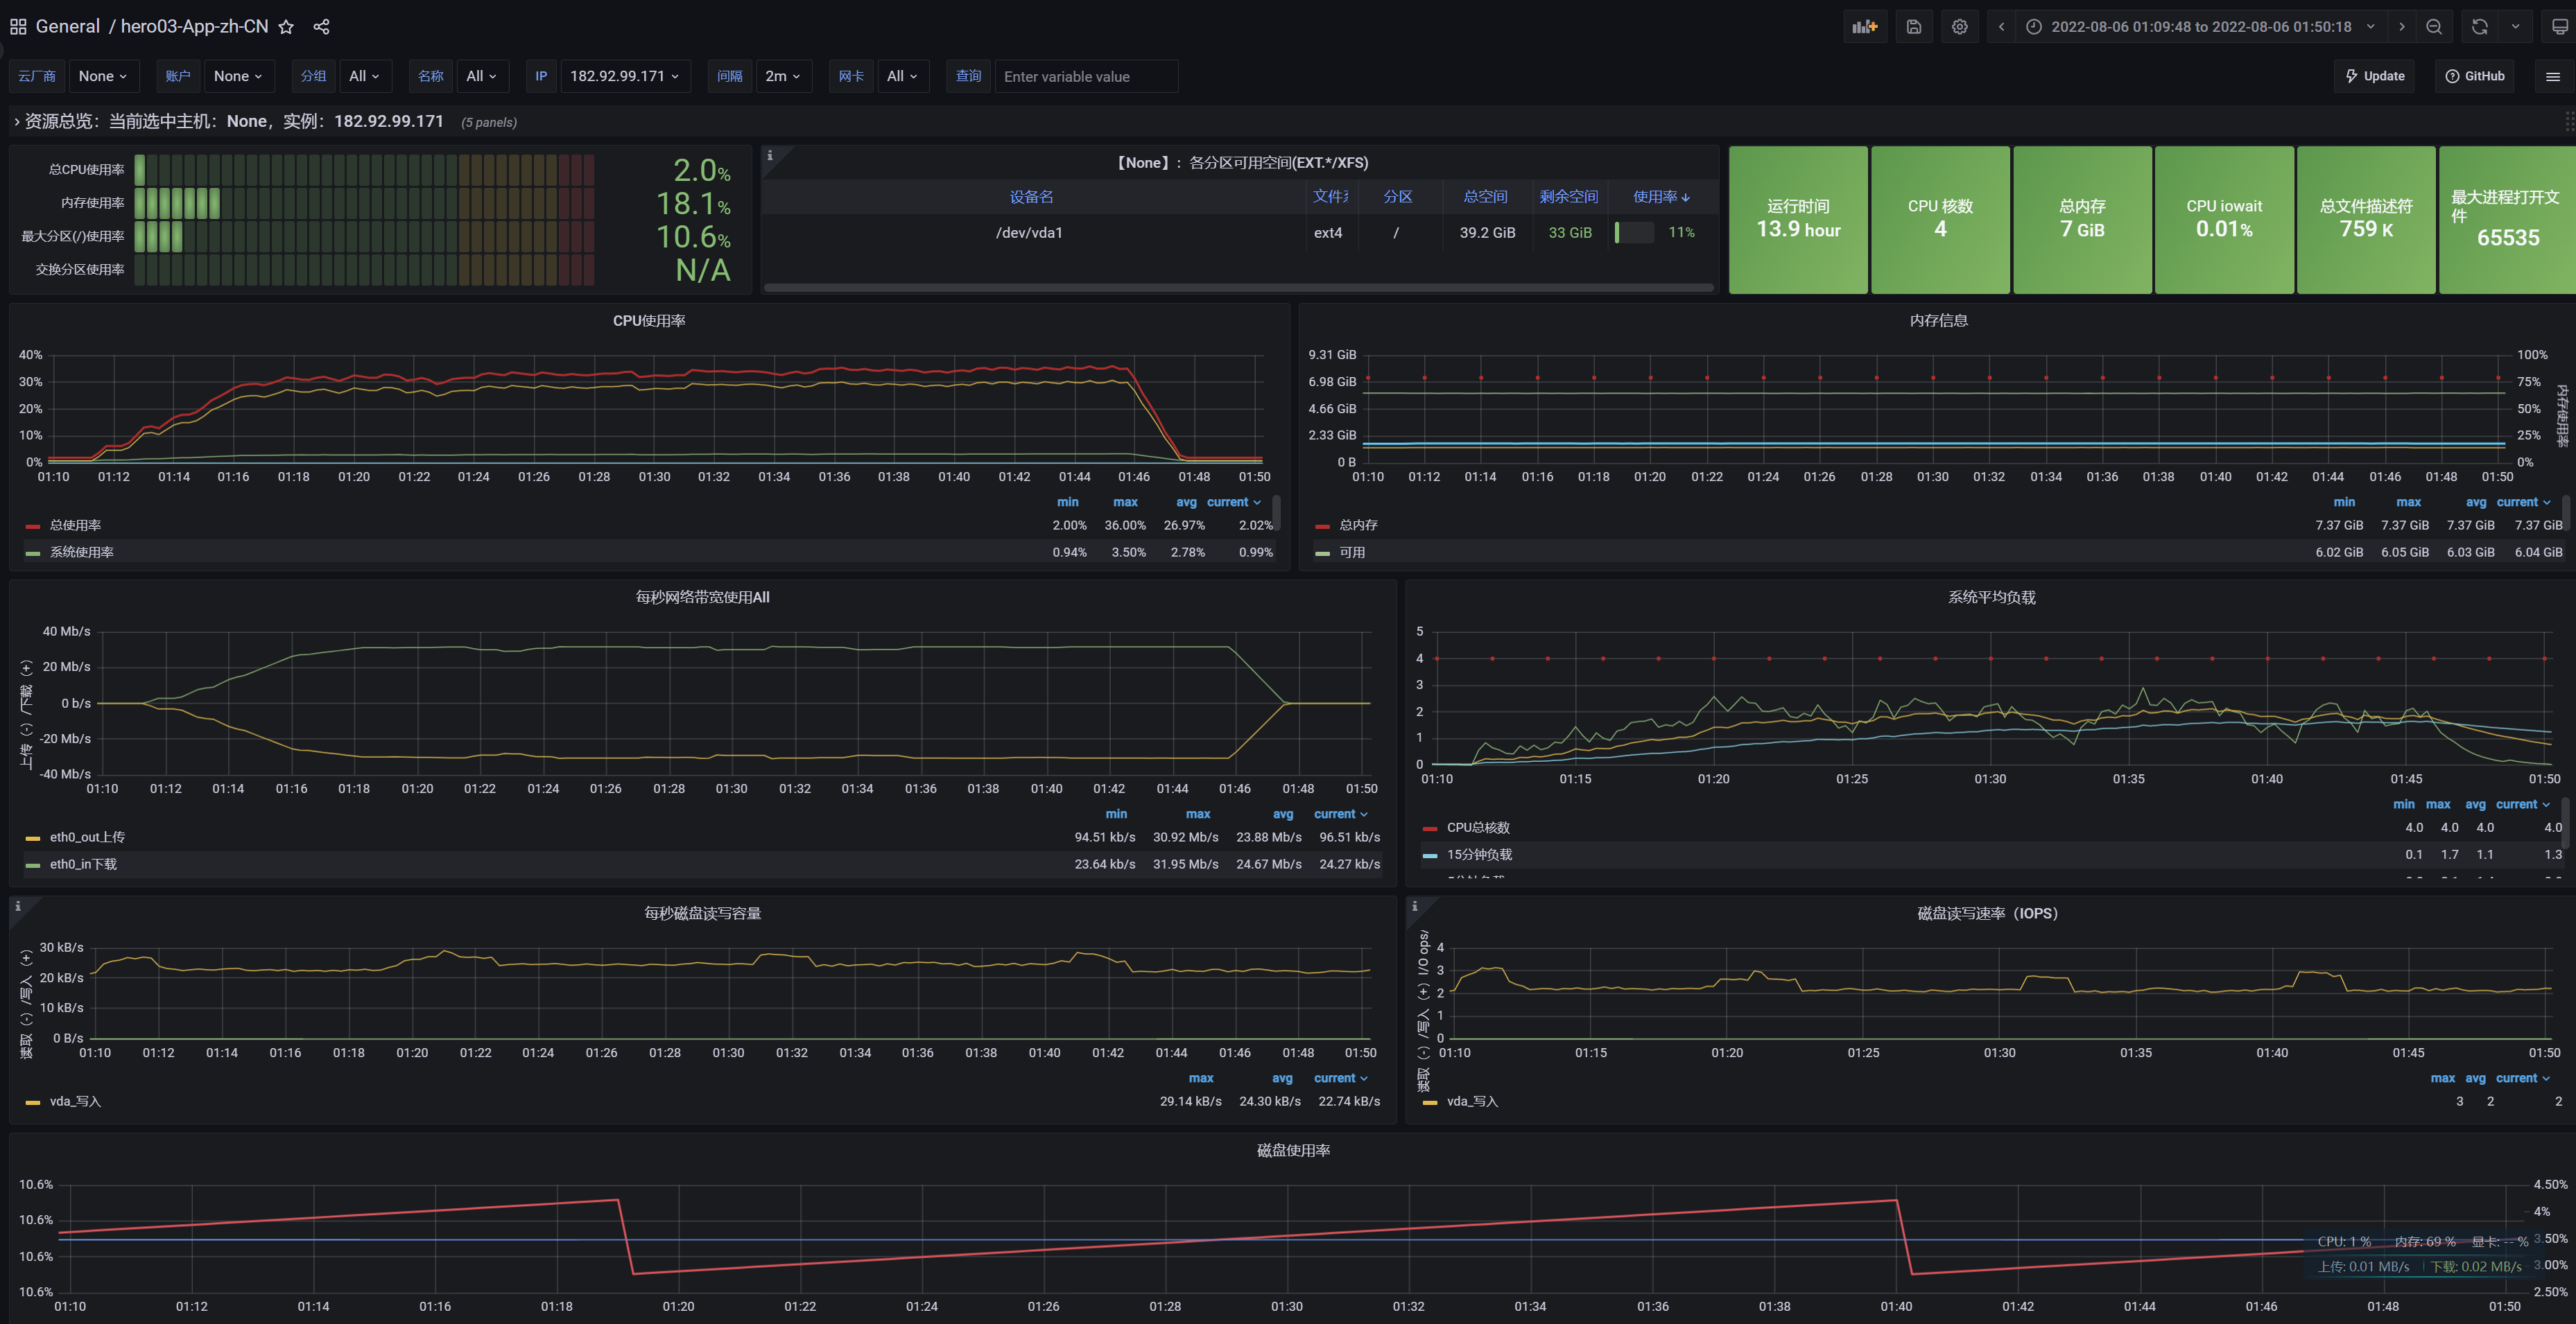 General / hero03-App-zh-CN
2022-08-06 01:09:48 to 2022-08-06 01:50:18
云厂商 None 账户 None 分组 All 名称 All IP 182.92.99.171 间隔 2m 网卡 All 查询 Enter variable value
Update GitHub
资源总览：当前选中主机：None，实例：182.92.99.171 (5 panels)
总CPU使用率 2.0%
内存使用率 18.1%
最大分区(/)使用率 10.6%
交换分区使用率 N/A
【None】：各分区可用空间(EXT.*/XFS)
设备名 文件 分区 总空间 剩余空间 使用率
/dev/vda1 ext4 / 39.2 GiB 33 GiB 11%
运行时间
13.9 hour
CPU 核数
4
总内存
7 GiB
CPU iowait
0.01%
总文件描述符
759 K
最大进程打开文件
65535
CPU使用率
40%
30%
20%
10%
0%
01:10 01:12 01:14 01:16 01:18 01:20 01:22 01:24 01:26 01:28 01:30 01:32 01:34 01:36 01:38 01:40 01:42 01:44 01:46 01:48 01:50
min max avg current
总使用率 2.00% 36.00% 26.97% 2.02%
系统使用率 0.94% 3.50% 2.78% 0.99%
内存信息
9.31 GiB
6.98 GiB
4.66 GiB
2.33 GiB
0 B
100%
75%
50%
25%
0%
内存使用率
01:10 01:12 01:14 01:16 01:18 01:20 01:22 01:24 01:26 01:28 01:30 01:32 01:34 01:36 01:38 01:40 01:42 01:44 01:46 01:48 01:50
min max avg current
总内存 7.37 GiB 7.37 GiB 7.37 GiB 7.37 GiB
可用 6.02 GiB 6.05 GiB 6.03 GiB 6.04 GiB
每秒网络带宽使用All
上传（-）/下载（+）
40 Mb/s
20 Mb/s
0 b/s
-20 Mb/s
-40 Mb/s
01:10 01:12 01:14 01:16 01:18 01:20 01:22 01:24 01:26 01:28 01:30 01:32 01:34 01:36 01:38 01:40 01:42 01:44 01:46 01:48 01:50
min max avg current
eth0_out上传 94.51 kb/s 30.92 Mb/s 23.88 Mb/s 96.51 kb/s
eth0_in下载 23.64 kb/s 31.95 Mb/s 24.67 Mb/s 24.27 kb/s
系统平均负载
5
4
3
2
1
0
01:10 01:15 01:20 01:25 01:30 01:35 01:40 01:45 01:50
min max avg current
CPU总核数 4.0 4.0 4.0 4.0
15分钟负载 0.1 1.7 1.1 1.3
每秒磁盘读写容量
读取（-）/写入（+）
30 kB/s
20 kB/s
10 kB/s
0 B/s
01:10 01:12 01:14 01:16 01:18 01:20 01:22 01:24 01:26 01:28 01:30 01:32 01:34 01:36 01:38 01:40 01:42 01:44 01:46 01:48 01:50
max avg current
vda_写入 29.14 kB/s 24.30 kB/s 22.74 kB/s
磁盘读写速率（IOPS）
读取（-）/写入（+）I/O ops/
4
3
2
1
0
01:10 01:15 01:20 01:25 01:30 01:35 01:40 01:45 01:50
max avg current
vda_写入 3 2 2
磁盘使用率
10.6%
10.6%
10.6%
10.6%
4.50%
4%
3.50%
3.00%
2.50%
CPU: 1 % 内存: 69 % 显卡: -- %
上传: 0.01 MB/s 下载: 0.02 MB/s
01:10 01:12 01:14 01:16 01:18 01:20 01:22 01:24 01:26 01:28 01:30 01:32 01:34 01:36 01:38 01:40 01:42 01:44 01:46 01:48 01:50